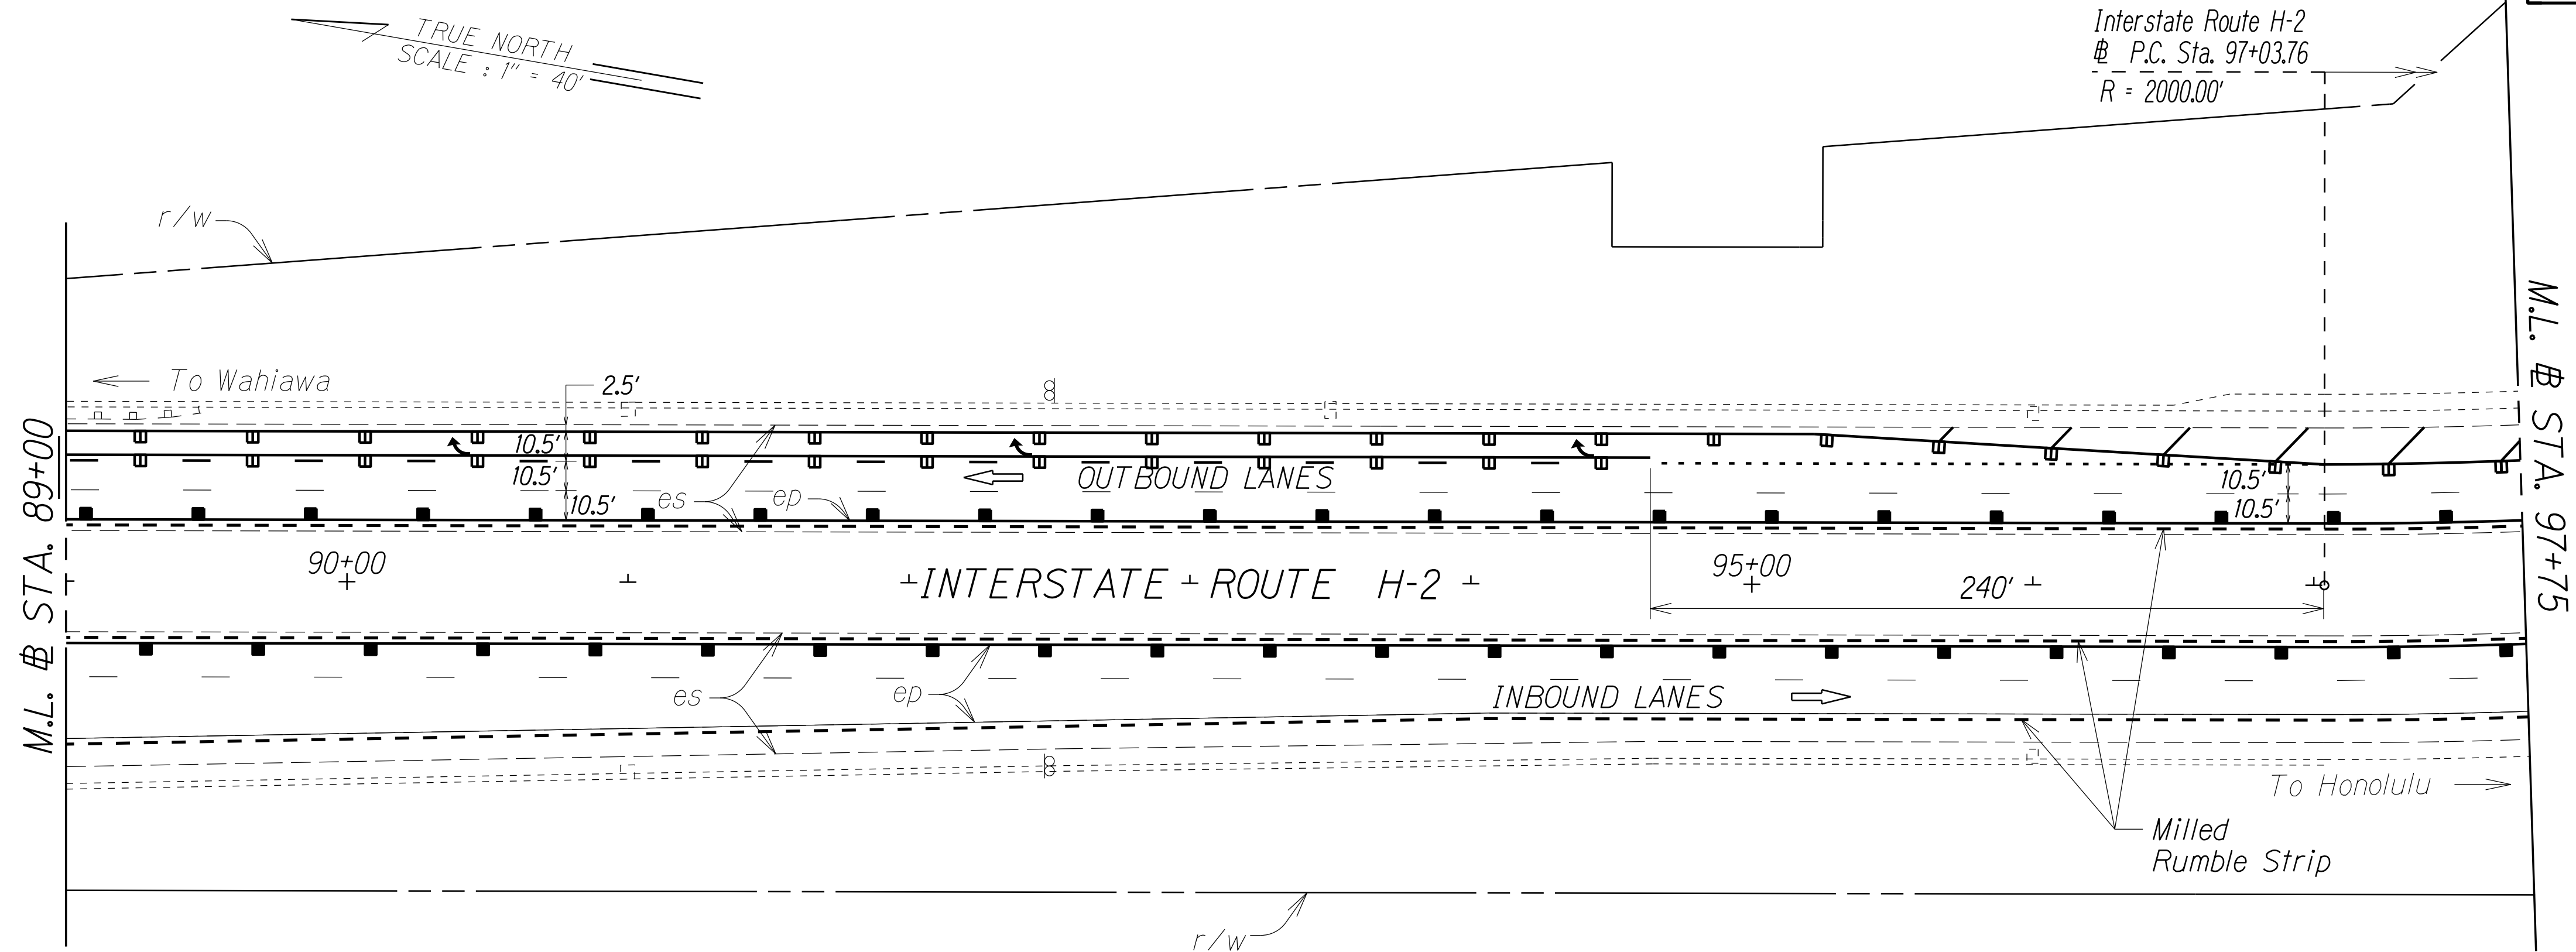 TRUE NORTH
SCALE : 1" = 40'
Interstate Route H-2
℄ P.C. Sta. 97+03.76
R = 2000.00'
r/w
To Wahiawa
2.5'
10.5'
10.5'
10.5'
es
ep
OUTBOUND LANES
10.5'
10.5'
M.L. ℄ STA. 89+00
M.L. ℄ STA. 97+75
90+00
INTERSTATE ROUTE H-2
95+00
240'
es
ep
INBOUND LANES
To Honolulu
Milled
Rumble Strip
r/w